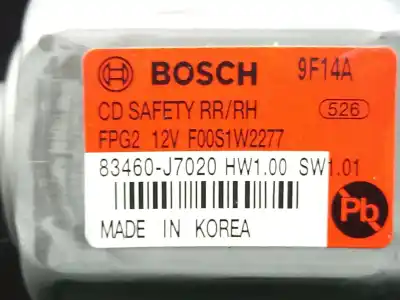 BOSCH 9F14A
CD SAFETY RR/RH 526
FPG2 12V F00S1W2277
83460-J7020 HW1.00 SW1.01
MADE IN KOREA
Pb